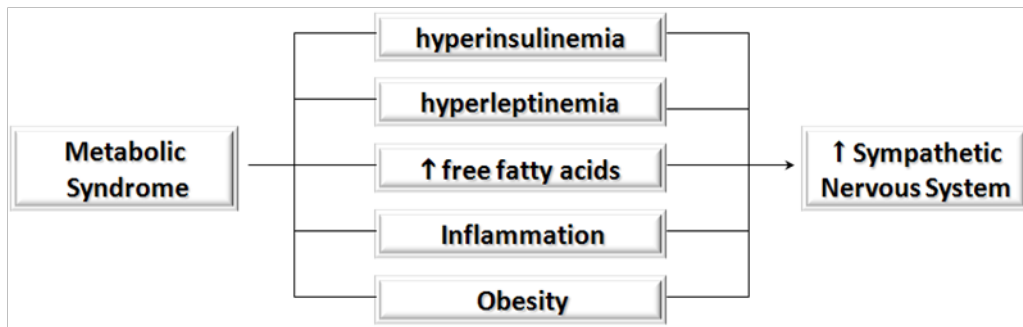 Metabolic
Syndrome
hyperinsulinemia
hyperleptinemia
↑ free fatty acids
Inflammation
Obesity
↑ Sympathetic
Nervous System